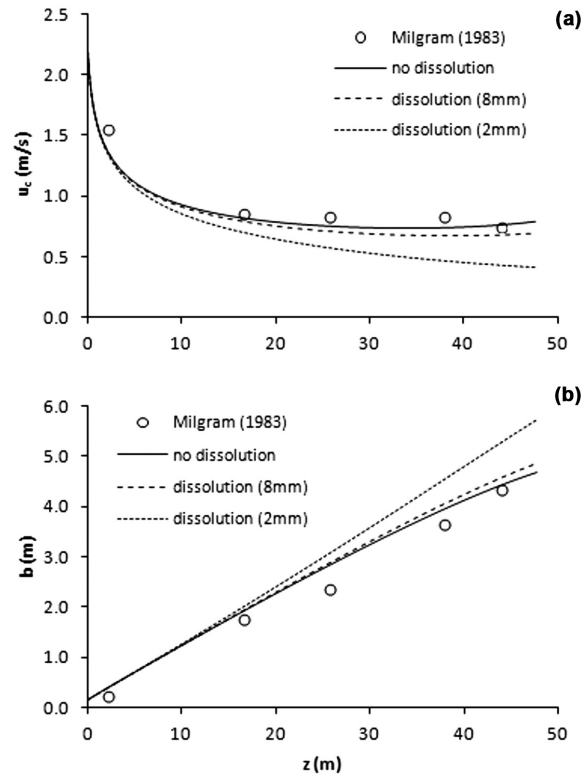 (a)
2.5
2.0
1.5
1.0
0.5
0.0
u_c (m/s)
Milgram (1983)
no dissolution
dissolution (8mm)
dissolution (2mm)
0 10 20 30 40 50
(b)
6.0
5.0
4.0
3.0
2.0
1.0
0.0
b (m)
Milgram (1983)
no dissolution
dissolution (8mm)
dissolution (2mm)
0 10 20 30 40 50
z (m)